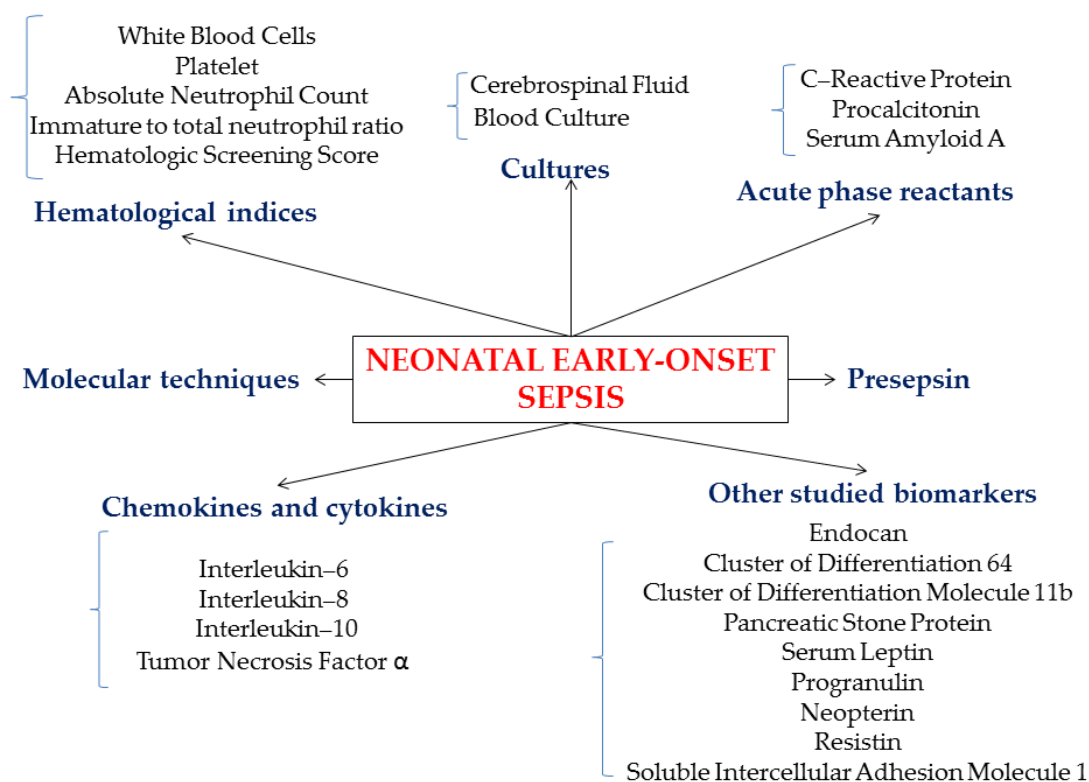 White Blood Cells
Platelet
Absolute Neutrophil Count
Immature to total neutrophil ratio
Hematologic Screening Score
Hematological indices
Cerebrospinal Fluid
Blood Culture
Cultures
C–Reactive Protein
Procalcitonin
Serum Amyloid A
Acute phase reactants
Molecular techniques
NEONATAL EARLY-ONSET
SEPSIS
Presepsin
Chemokines and cytokines
Interleukin–6
Interleukin–8
Interleukin–10
Tumor Necrosis Factor α
Other studied biomarkers
Endocan
Cluster of Differentiation 64
Cluster of Differentiation Molecule 11b
Pancreatic Stone Protein
Serum Leptin
Progranulin
Neopterin
Resistin
Soluble Intercellular Adhesion Molecule 1